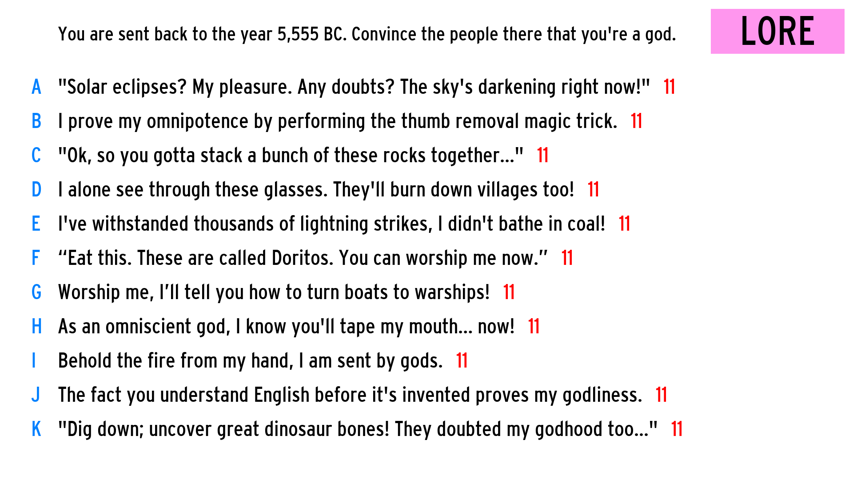 You are sent back to the year 5,555 BC. Convince the people there that you're a god.
LORE
A "Solar eclipses? My pleasure. Any doubts? The sky's darkening right now!" 11
B I prove my omnipotence by performing the thumb removal magic trick. 11
C "Ok, so you gotta stack a bunch of these rocks together..." 11
D I alone see through these glasses. They'll burn down villages too! 11
E I've withstanded thousands of lightning strikes, I didn't bathe in coal! 11
F “Eat this. These are called Doritos. You can worship me now.” 11
G Worship me, I’ll tell you how to turn boats to warships! 11
H As an omniscient god, I know you'll tape my mouth... now! 11
I Behold the fire from my hand, I am sent by gods. 11
J The fact you understand English before it's invented proves my godliness. 11
K "Dig down; uncover great dinosaur bones! They doubted my godhood too..." 11